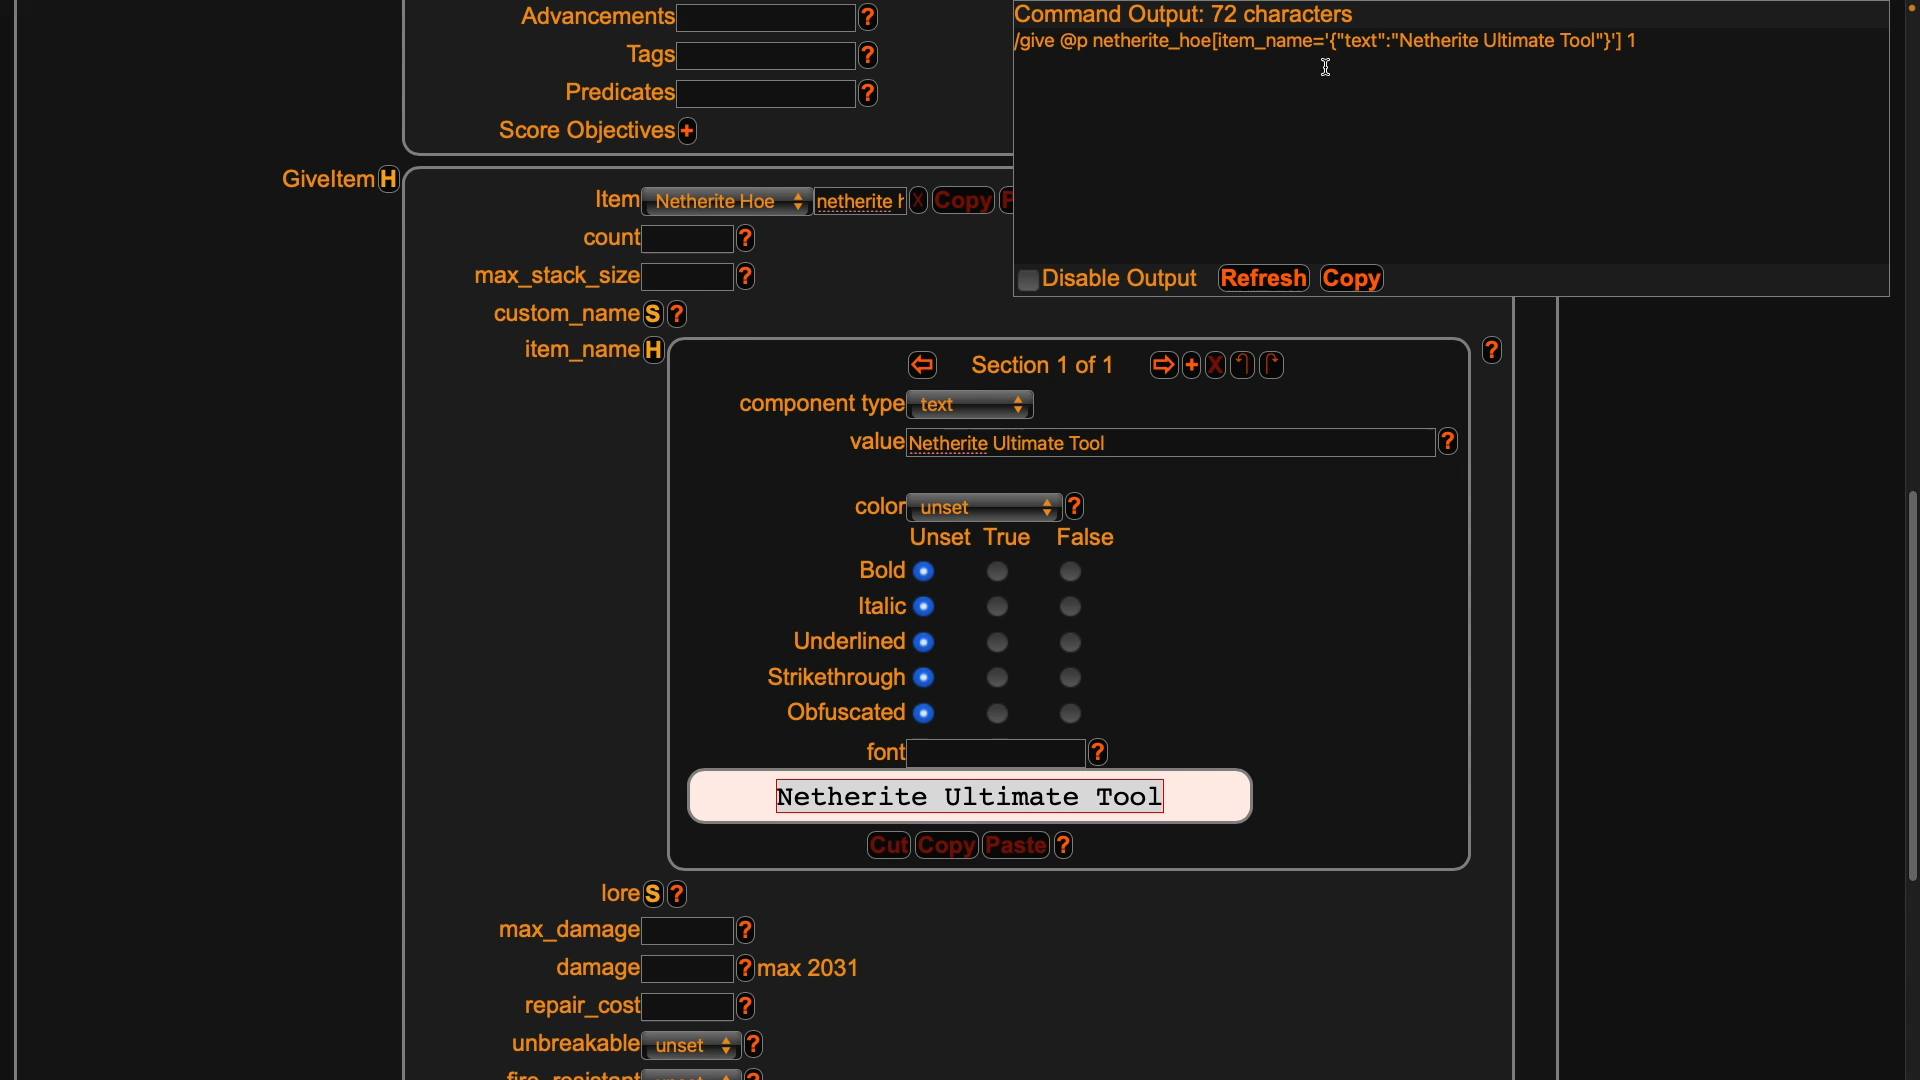 Advancements ?
Tags ?
Predicates ?
Score Objectives +
Command Output: 72 characters
/give @p netherite_hoe[item_name='{"text":"Netherite Ultimate Tool"}'] 1
Disable Output Refresh Copy
GiveItem H
Item Netherite Hoe netherite h X Copy
count ?
max_stack_size ?
custom_name S ?
item_name H
Section 1 of 1 + X
?
component type text
value Netherite Ultimate Tool ?
color unset ?
Unset True False
Bold
Italic
Underlined
Strikethrough
Obfuscated
font ?
Netherite Ultimate Tool
Cut Copy Paste ?
lore S ?
max_damage ?
damage ? max 2031
repair_cost ?
unbreakable unset ?